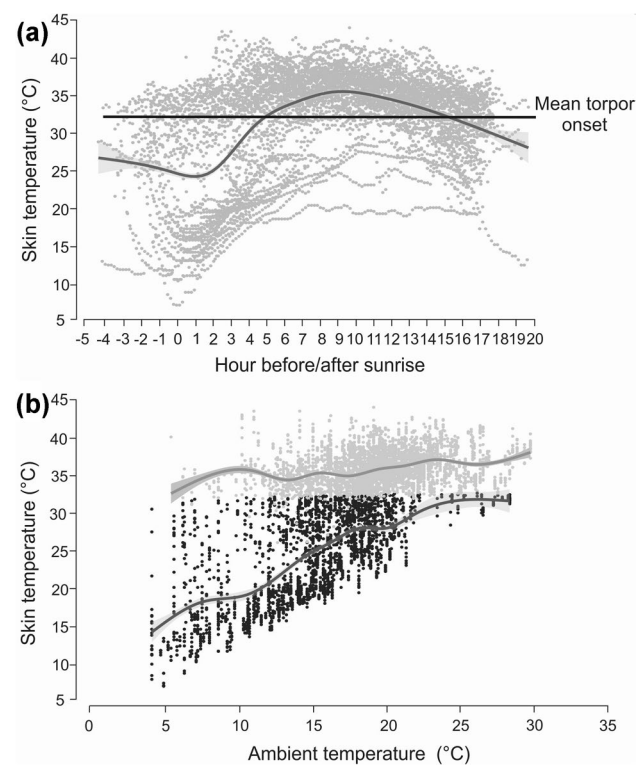 (a)
45
40
35
30
25
20
15
10
5
Skin temperature (°C)
Mean torpor
onset
-5 -4 -3 -2 -1 0 1 2 3 4 5 6 7 8 9 10 11 12 13 14 15 16 17 18 19 20
Hour before/after sunrise
(b)
45
40
35
30
25
20
15
10
5
Skin temperature (°C)
0 5 10 15 20 25 30 35
Ambient temperature (°C)